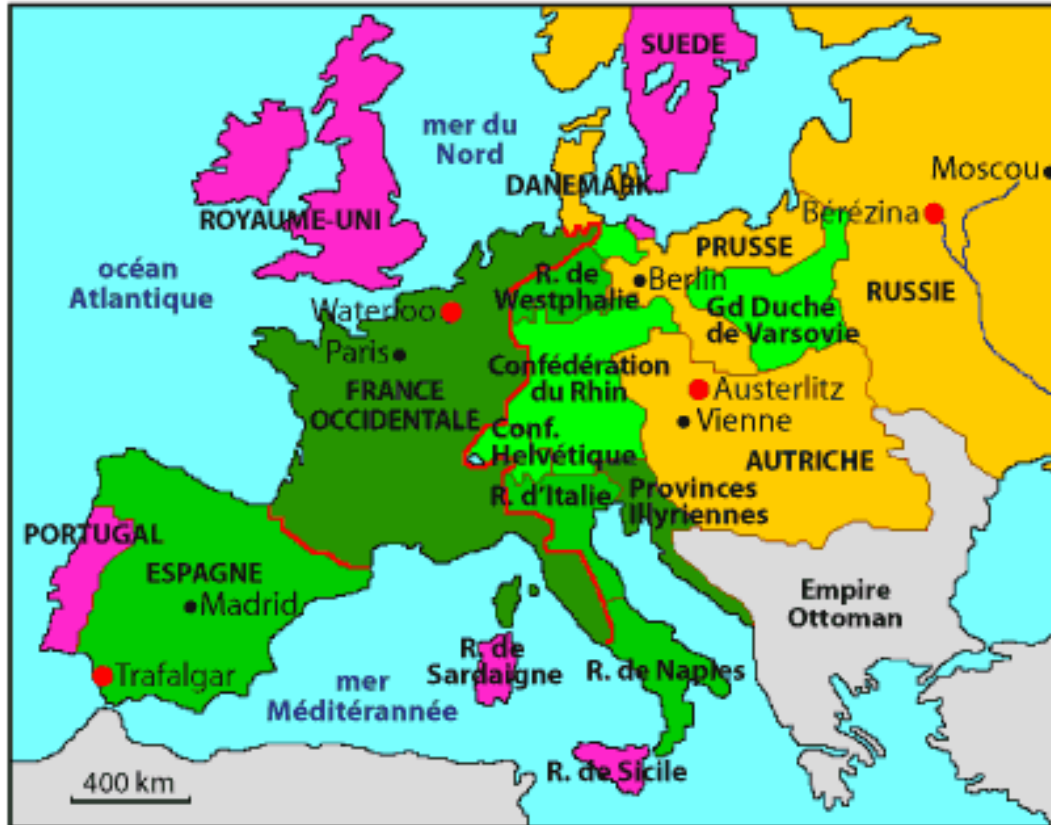 SUEDE
mer du
Nord
Moscou
DANEMARK
Bérézina
ROYAUME-UNI
PRUSSE
océan
Atlantique
R. de
Westphalie
Berlin
RUSSIE
Waterloo
Gd Duché
de Varsovie
Paris
Confédération
du Rhin
FRANCE
OCCIDENTALE
Austerlitz
Vienne
Conf.
Helvétique
AUTRICHE
R. d'Italie
Provinces
Illyriennes
PORTUGAL
ESPAGNE
Madrid
Empire
Ottoman
Trafalgar
R. de
Sardaigne
R. de Naples
mer
Méditérannée
R. de Sicile
400 km